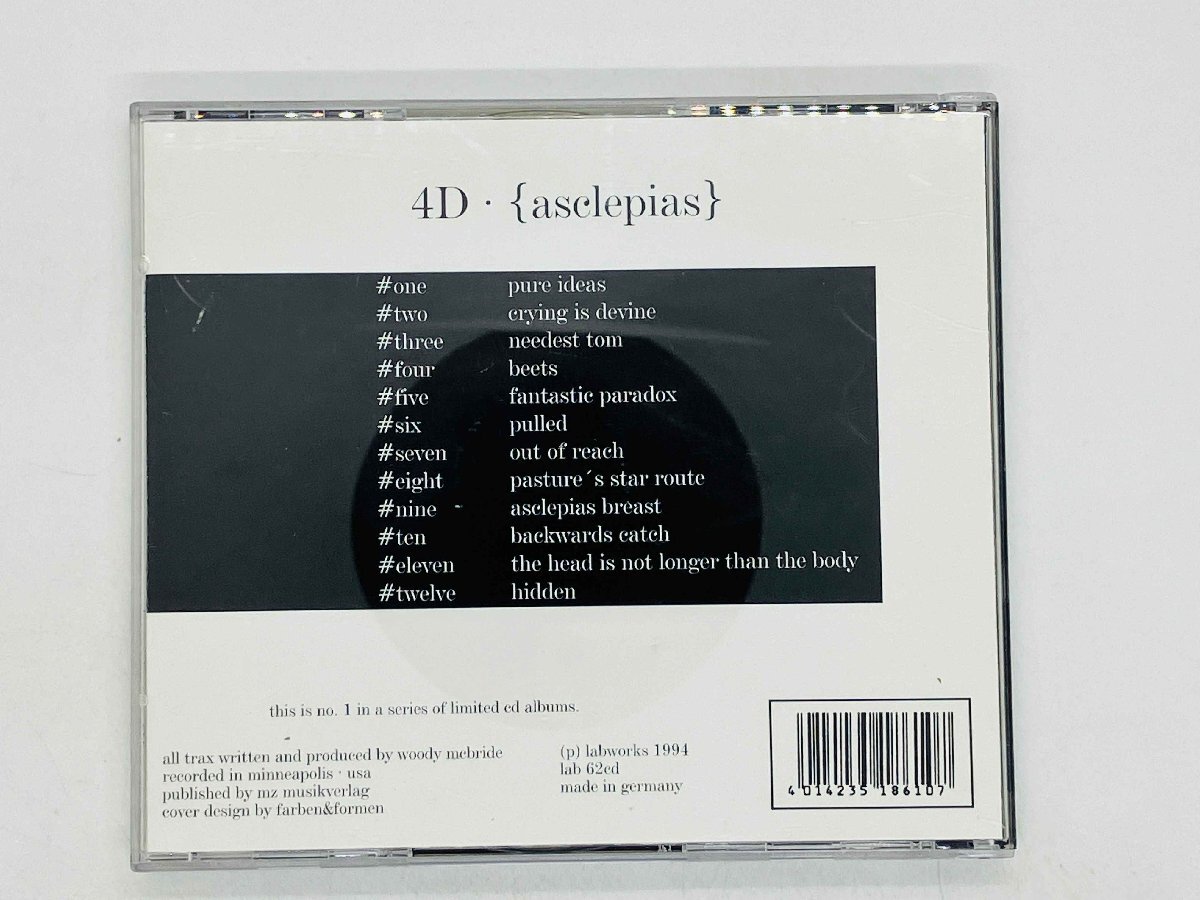 4D · {asclepias}
#one pure ideas
#two crying is devine
#three needest tom
#four beets
#five fantastic paradox
#six pulled
#seven out of reach
#eight pasture´s star route
#nine asclepias breast
#ten backwards catch
#eleven the head is not longer than the body
#twelve hidden
this is no. 1 in a series of limited cd albums.
all trax written and produced by woody mcbride
recorded in minneapolis · usa
published by mz musikverlag
cover design by farben&formen
(p) labworks 1994
lab 62cd
made in germany
4 014235 186107